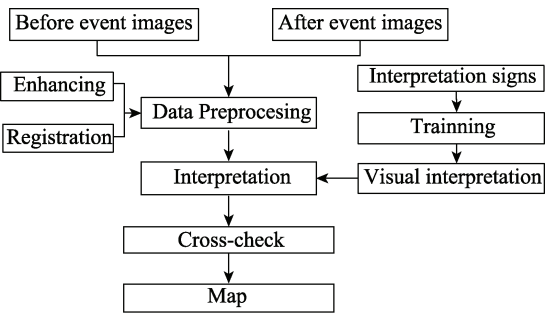 Before event images
After event images
Enhancing
Registration
Data Preprocesing
Interpretation signs
Trainning
Visual interpretation
Interpretation
Cross-check
Map